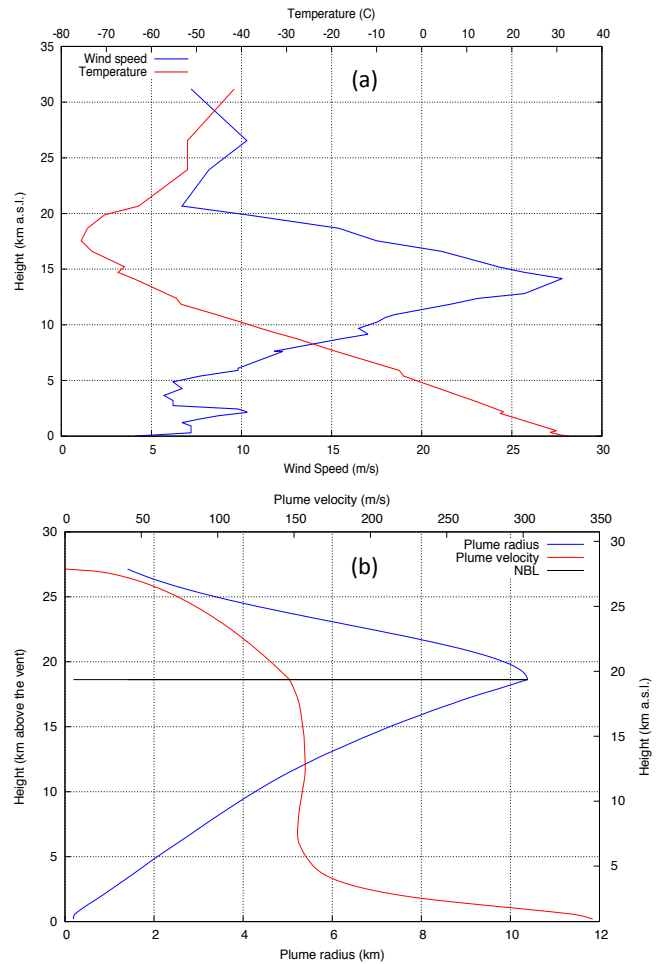 Temperature (C)
-80 -70 -60 -50 -40 -30 -20 -10 0 10 20 30 40
35
30
25
20
15
10
5
0
Height (km a.s.l.)
Wind speed
Temperature
(a)
0 5 10 15 20 25 30
Wind Speed (m/s)
Plume velocity (m/s)
0 50 100 150 200 250 300 350
30
25
20
15
10
5
0
Height (km above the vent)
Plume radius
Plume velocity
NBL
(b)
30
25
20
15
10
5
Height (km a.s.l.)
0 2 4 6 8 10 12
Plume radius (km)